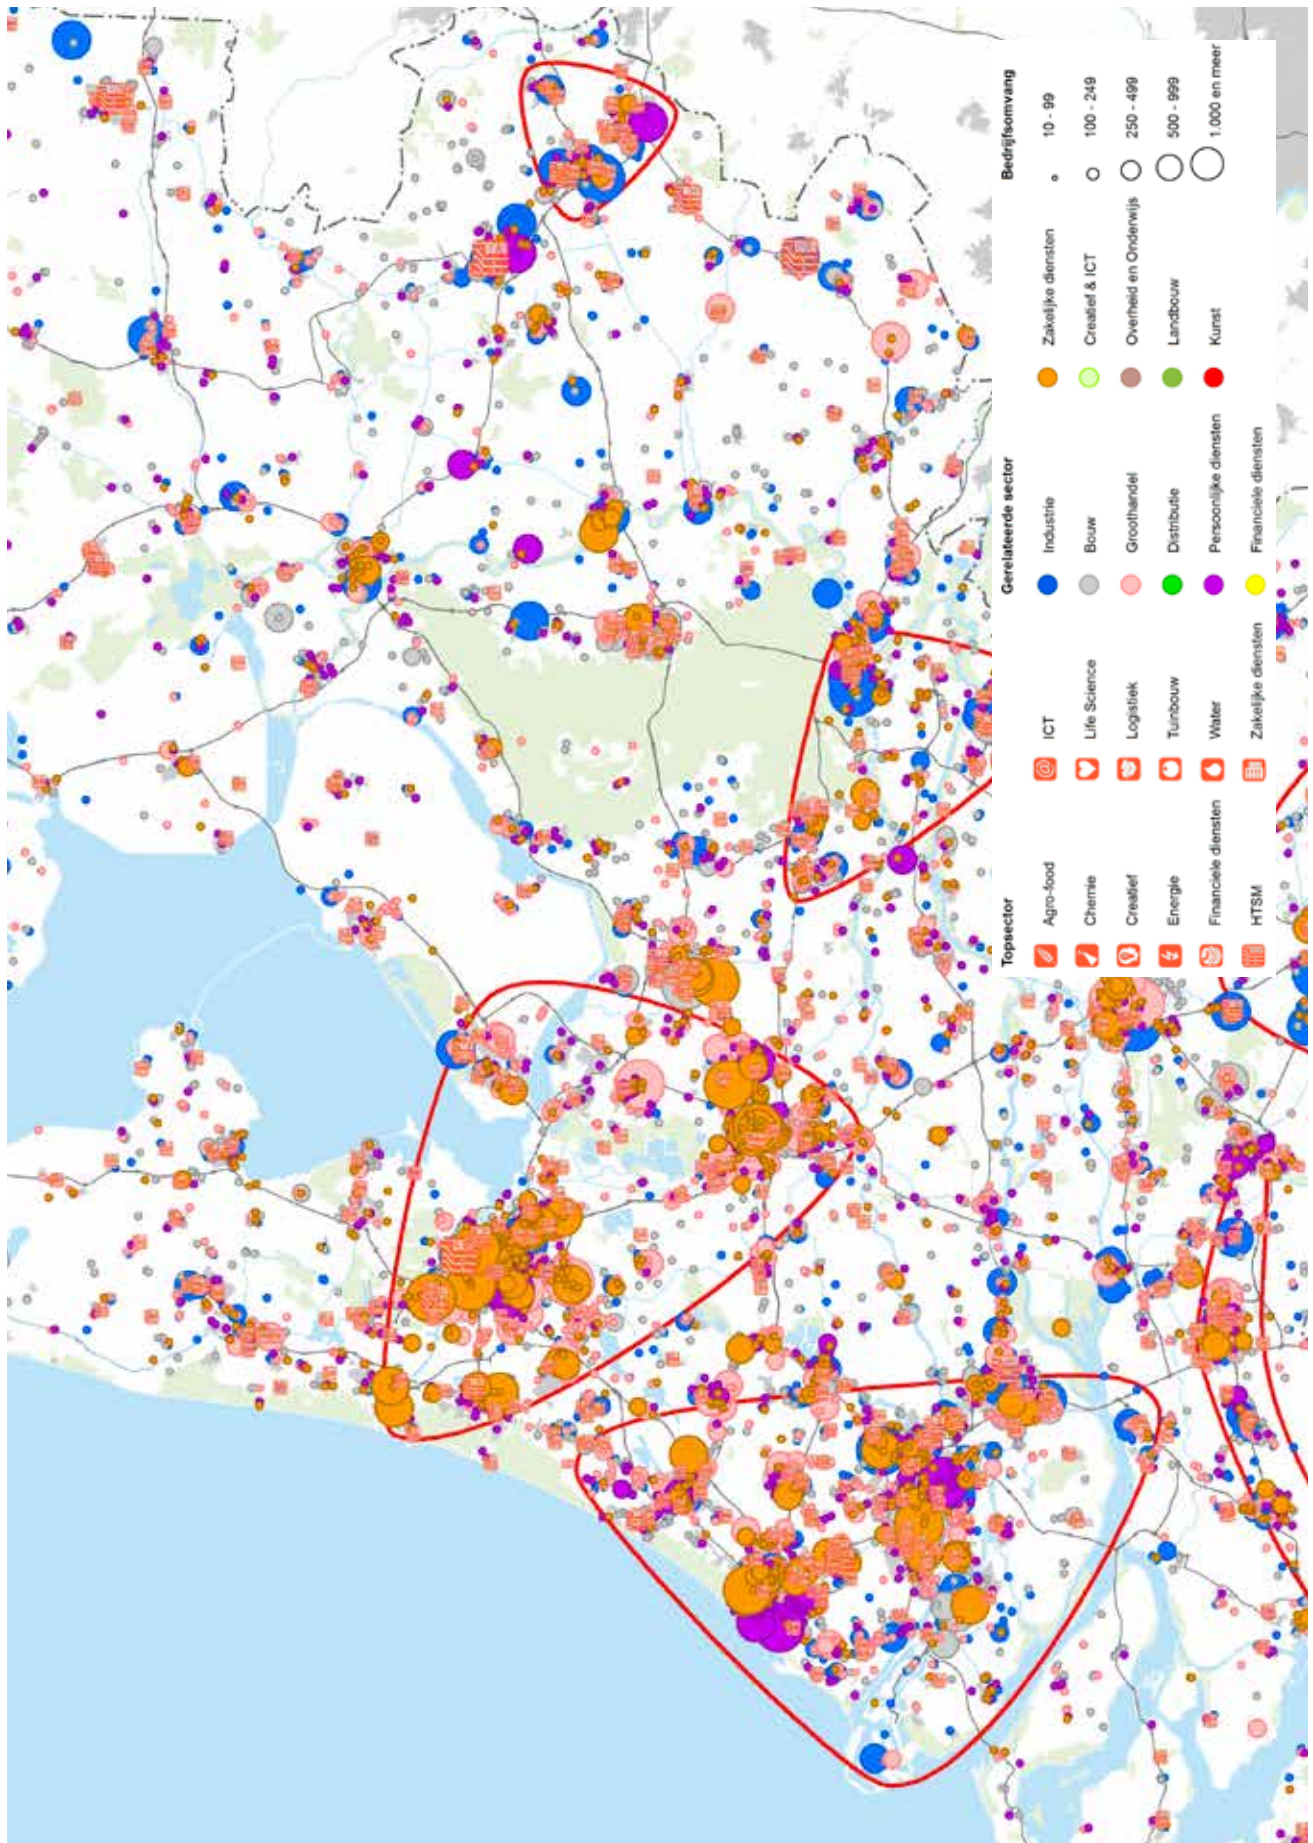 Topsector
Agro-food
Chemie
Creatief
Energie
Financiele diensten
HTSM
ICT
Life Science
Logistiek
Tuinbouw
Water
Zakelijke diensten
Gerelateerde sector
Industrie
Bouw
Groothandel
Distributie
Persoonlijke diensten
Financiele diensten
Zakelijke diensten
Creatief & ICT
Overheid en Onderwijs
Landbouw
Kunst
Bedrijfsomvang
10 - 99
100 - 249
250 - 499
500 - 999
1.000 en meer